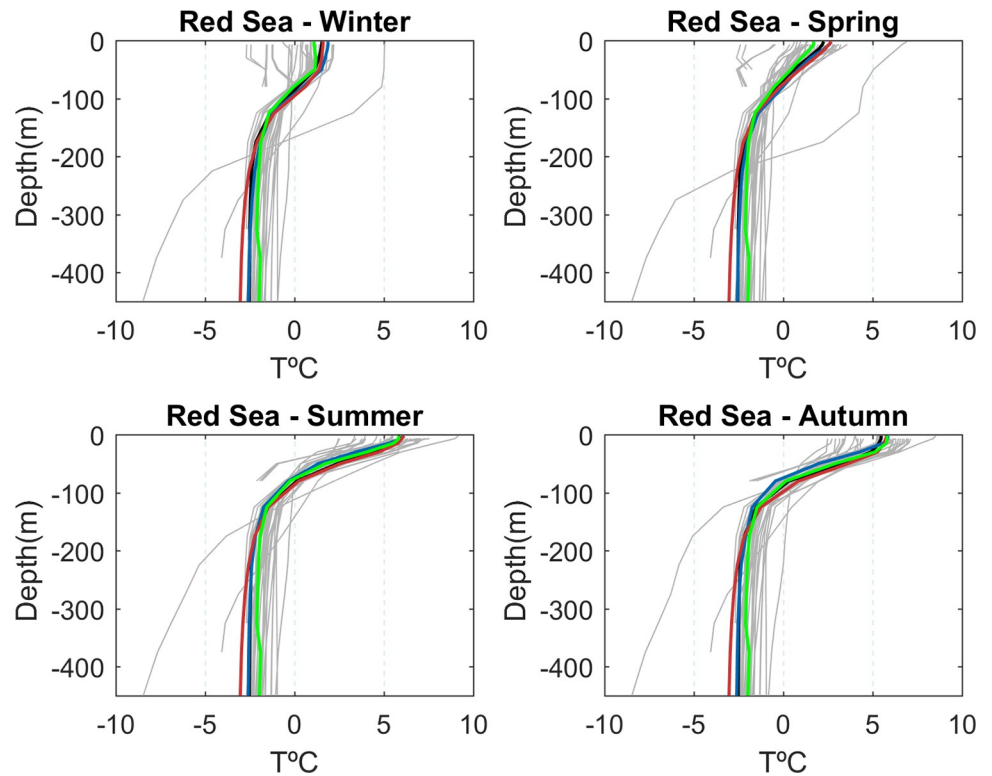 Red Sea - Winter
0
-100
-200
-300
-400
Depth(m)
-10 -5 0 5 10
TºC
Red Sea - Spring
0
-100
-200
-300
-400
Depth(m)
-10 -5 0 5 10
TºC
Red Sea - Summer
0
-100
-200
-300
-400
Depth(m)
-10 -5 0 5 10
TºC
Red Sea - Autumn
0
-100
-200
-300
-400
Depth(m)
-10 -5 0 5 10
TºC